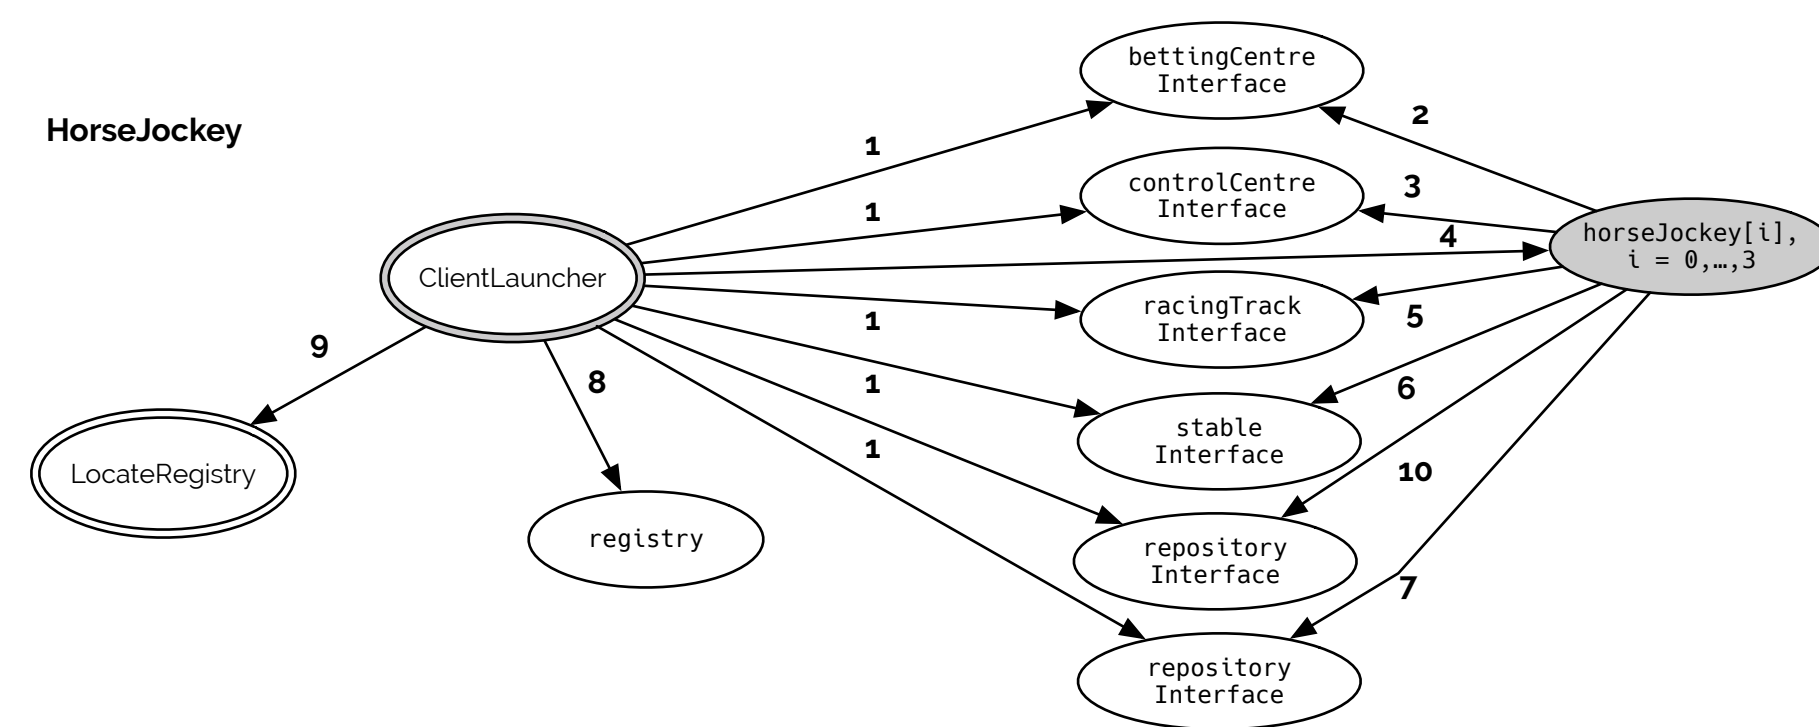 HorseJockey
bettingCentre
Interface
2
1
controlCentre
Interface
3
1
4
horseJockey[i],
i = 0,…,3
ClientLauncher
racingTrack
Interface
1
5
9
8
1
6
stable
Interface
1
10
LocateRegistry
registry
repository
Interface
7
repository
Interface